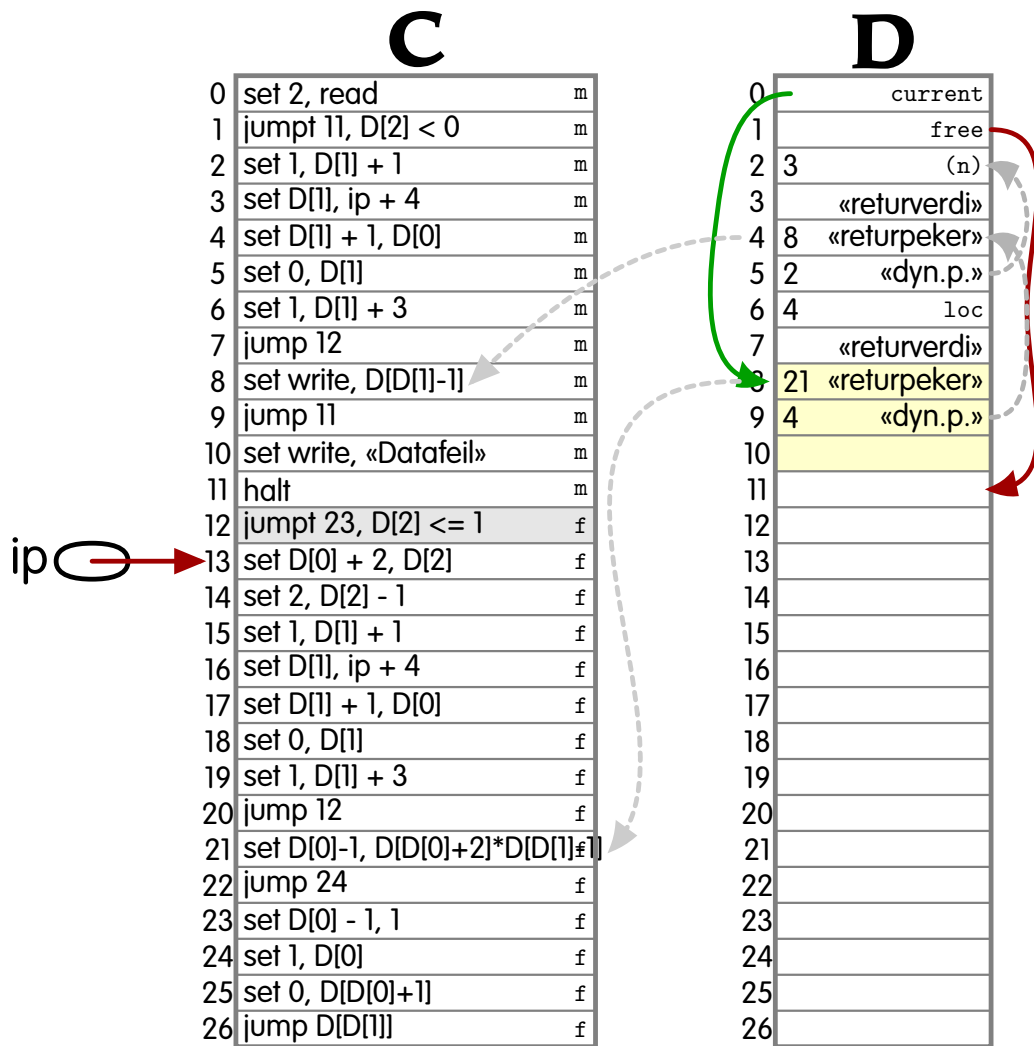 C
0 set 2, read m
1 jumpt 11, D[2] < 0 m
2 set 1, D[1] + 1 m
3 set D[1], ip + 4 m
4 set D[1] + 1, D[0] m
5 set 0, D[1] m
6 set 1, D[1] + 3 m
7 jump 12 m
8 set write, D[D[1]-1] m
9 jump 11 m
10 set write, «Datafeil» m
11 halt m
12 jumpt 23, D[2] <= 1 f
ip
13 set D[0] + 2, D[2] f
14 set 2, D[2] - 1 f
15 set 1, D[1] + 1 f
16 set D[1], ip + 4 f
17 set D[1] + 1, D[0] f
18 set 0, D[1] f
19 set 1, D[1] + 3 f
20 jump 12 f
21 set D[0]-1, D[D[0]+2]*D[D[1]+1] f
22 jump 24 f
23 set D[0] - 1, 1 f
24 set 1, D[0] f
25 set 0, D[D[0]+1] f
26 jump D[D[1]] f
D
0 current
1 free
2 3 (n)
3 «returverdi»
4 8 «returpeker»
5 2 «dyn.p.»
6 4 loc
7 «returverdi»
8 21 «returpeker»
9 4 «dyn.p.»
10
11
12
13
14
15
16
17
18
19
20
21
22
23
24
25
26